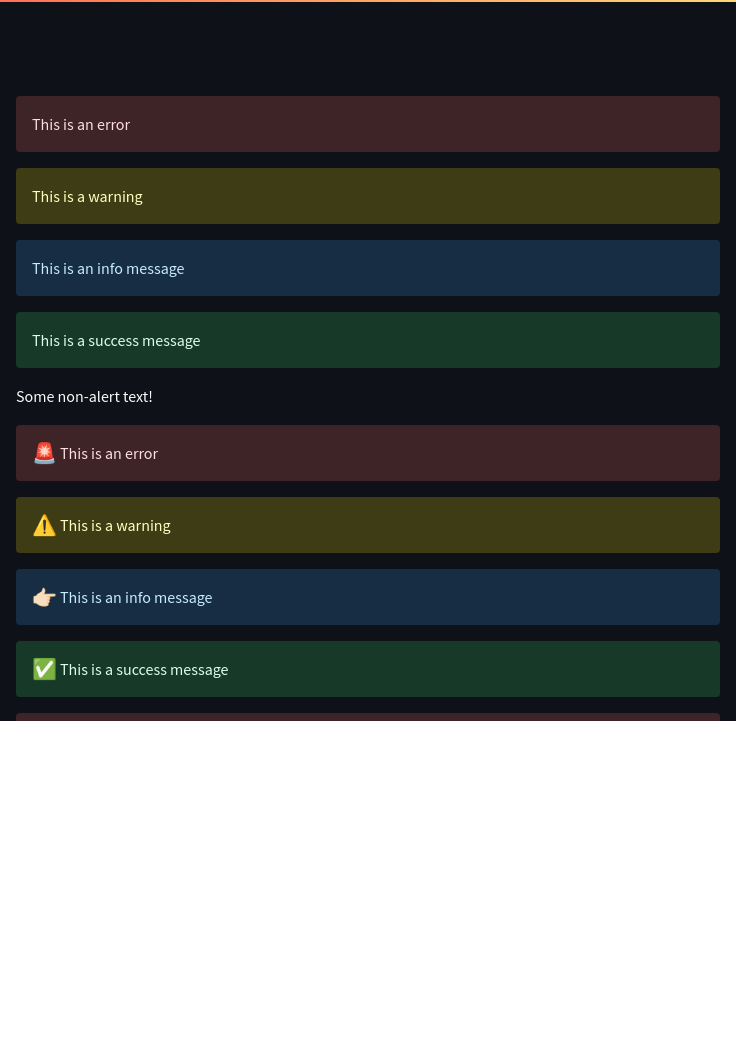 This is an error
This is a warning
This is an info message
This is a success message
Some non-alert text!
🚨 This is an error
⚠️ This is a warning
👉🏻 This is an info message
✅ This is a success message